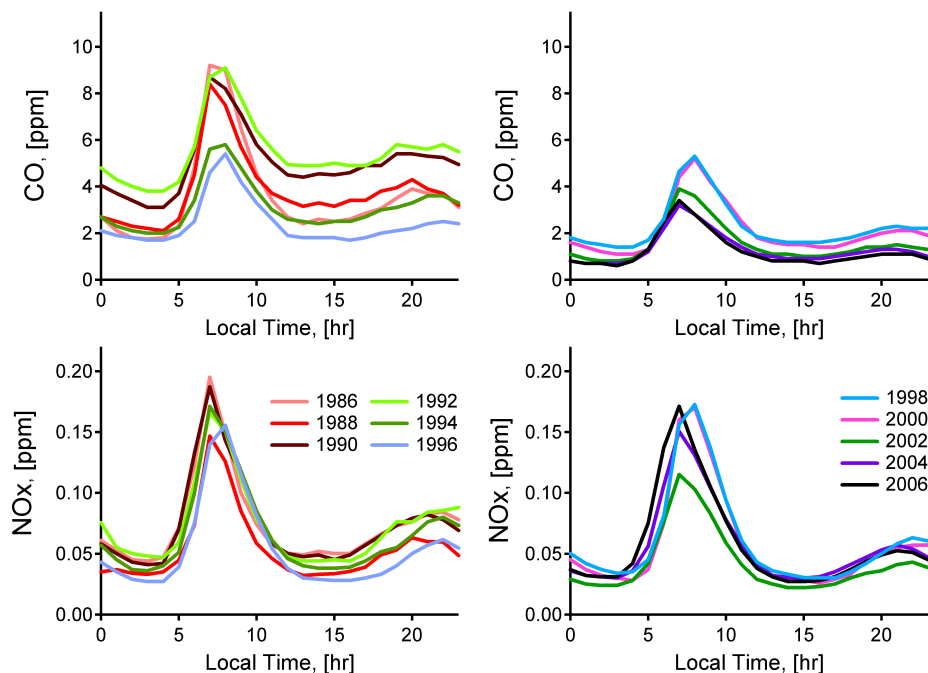 CO, [ppm]
10
8
6
4
2
0
0 5 10 15 20
Local Time, [hr]
CO, [ppm]
10
8
6
4
2
0
0 5 10 15 20
Local Time, [hr]
NOx, [ppm]
0.20
0.15
0.10
0.05
0.00
1986 1992
1988 1994
1990 1996
0 5 10 15 20
Local Time, [hr]
NOx, [ppm]
0.20
0.15
0.10
0.05
0.00
1998
2000
2002
2004
2006
0 5 10 15 20
Local Time, [hr]